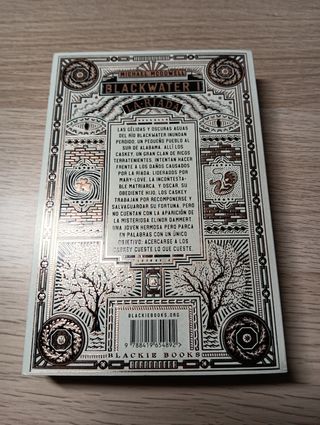 MICHAEL MCDOWELL
BLACKWATER I
LA RIADA
LAS GÉLIDAS Y OSCURAS AGUAS
DEL RÍO BLACKWATER INUNDAN
PERDIDO, UN PEQUEÑO PUEBLO AL
SUR DE ALABAMA. ALLÍ LOS
CASKEY, UN GRAN CLAN DE RICOS
TERRATENIENTES, INTENTAN HACER
FRENTE A LOS DAÑOS CAUSADOS
POR LA RIADA. LIDERADOS POR
MARY-LOVE, LA INCONTESTA-
BLE MATRIARCA, Y OSCAR, SU
OBEDIENTE HIJO, LOS CASKEY
TRABAJAN POR RECOMPONERSE Y
SALVAGUARDAR SU FORTUNA. PERO
NO CUENTAN CON LA APARICIÓN DE
LA MISTERIOSA ELINOR DAMMERT.
UNA JOVEN HERMOSA PERO PARCA
EN PALABRAS CON UN ÚNICO
OBJETIVO: ACERCARSE A LOS
CASKEY CUESTE LO QUE CUESTE.
BLACKIEBOOKS.ORG
9 788419 654892
BLACKIE BOOKS